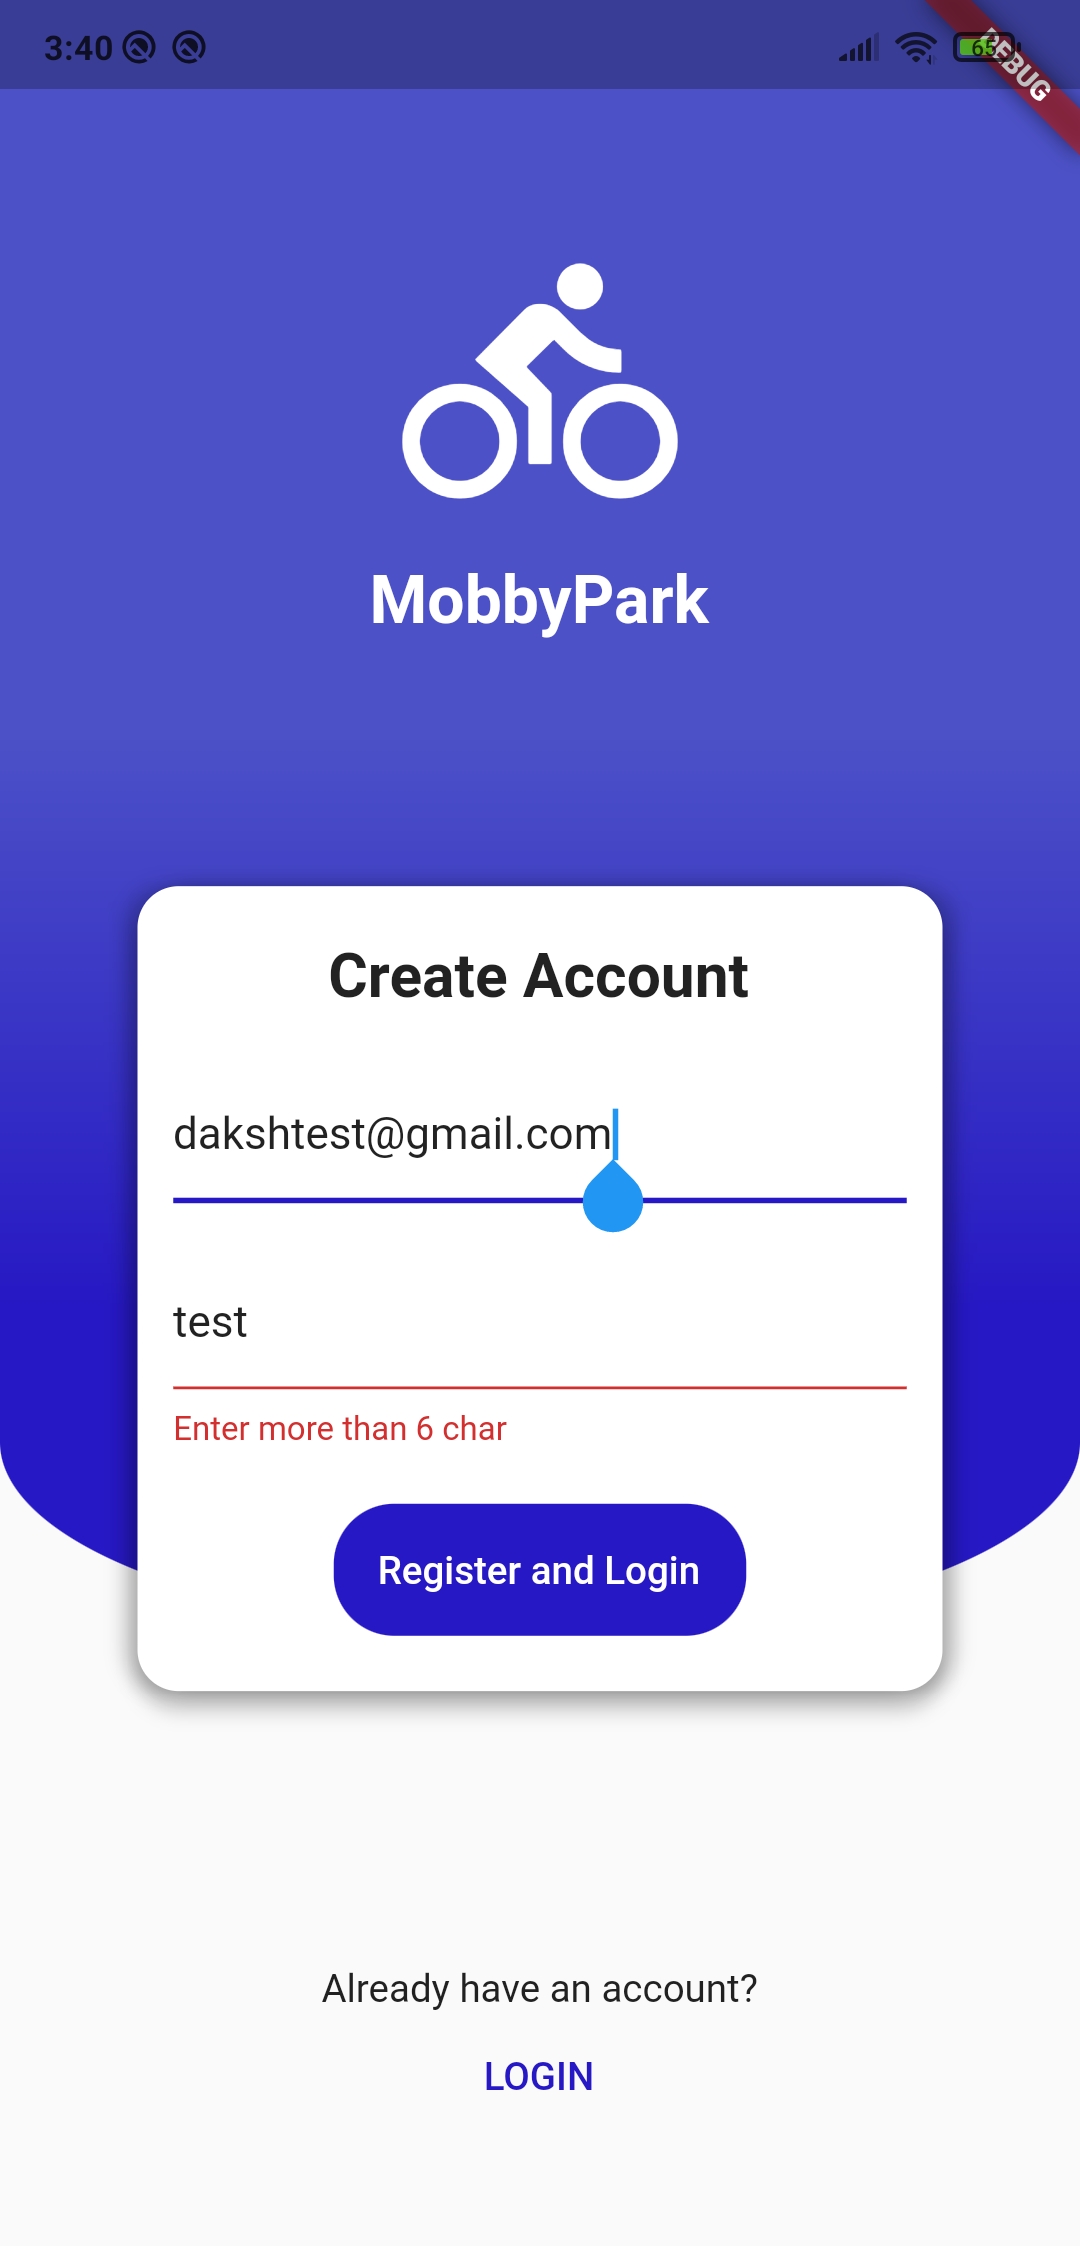 3:40 65
DEBUG
MobbyPark
Create Account
dakshtest@gmail.com
test
Enter more than 6 char
Register and Login
Already have an account?
LOGIN